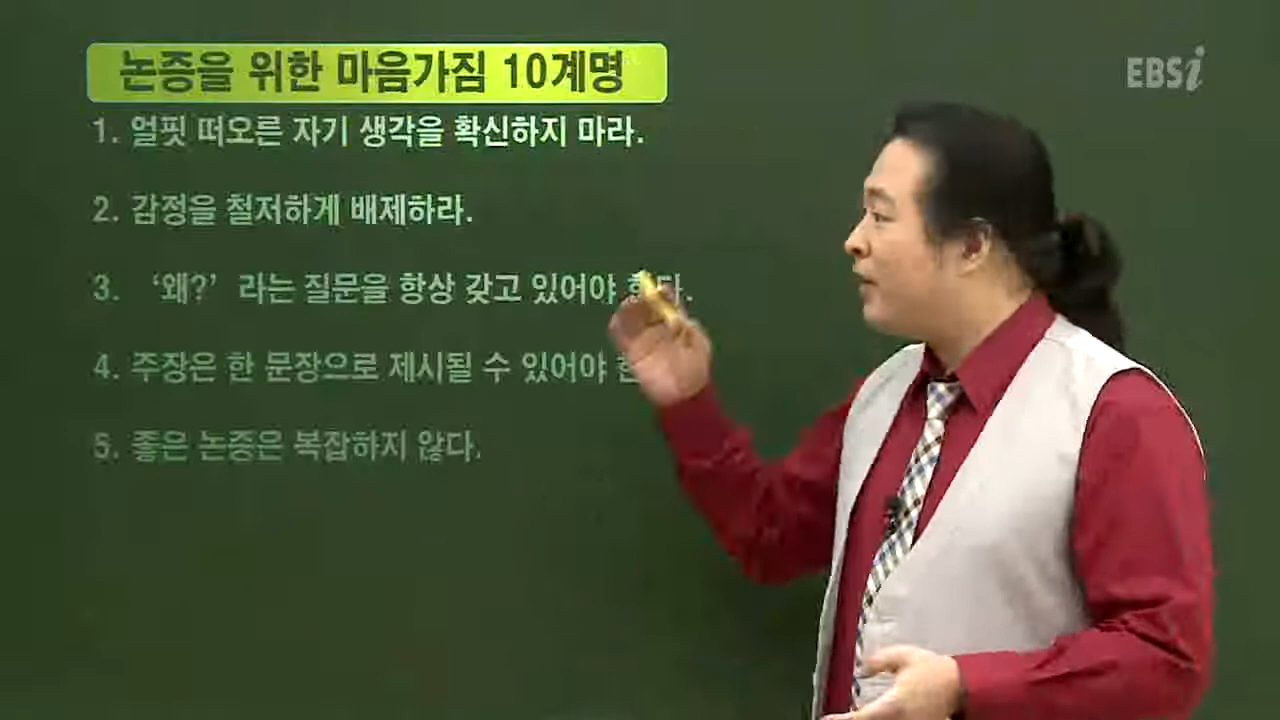 논증을 위한 마음가짐 10계명
EBSi
1. 얼핏 떠오른 자기 생각을 확신하지 마라.
2. 감정을 철저하게 배제하라.
3. '왜?' 라는 질문을 항상 갖고 있어야 한다.
4. 주장은 한 문장으로 제시될 수 있어야
5. 좋은 논증은 복잡하지 않다.